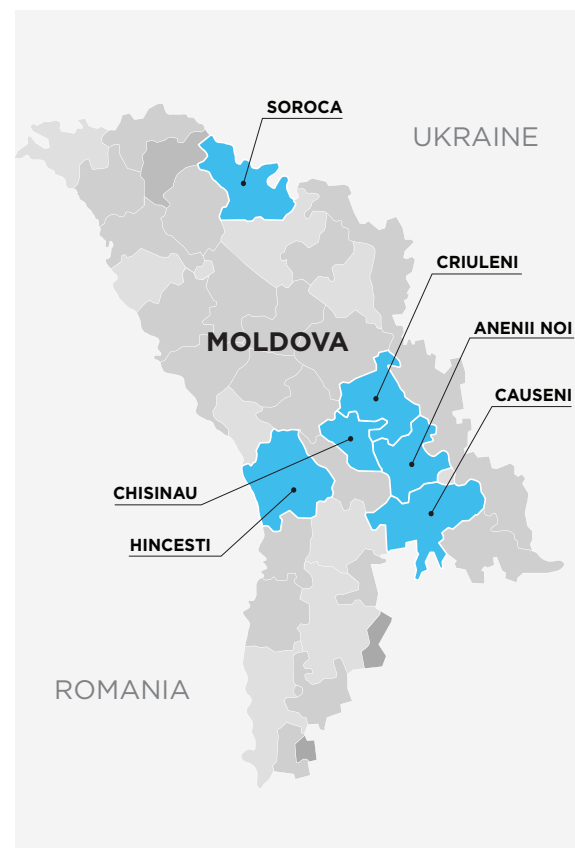 SOROCA
UKRAINE
CRIULENI
ANENII NOI
MOLDOVA
CAUSENI
CHISINAU
HINCESTI
ROMANIA